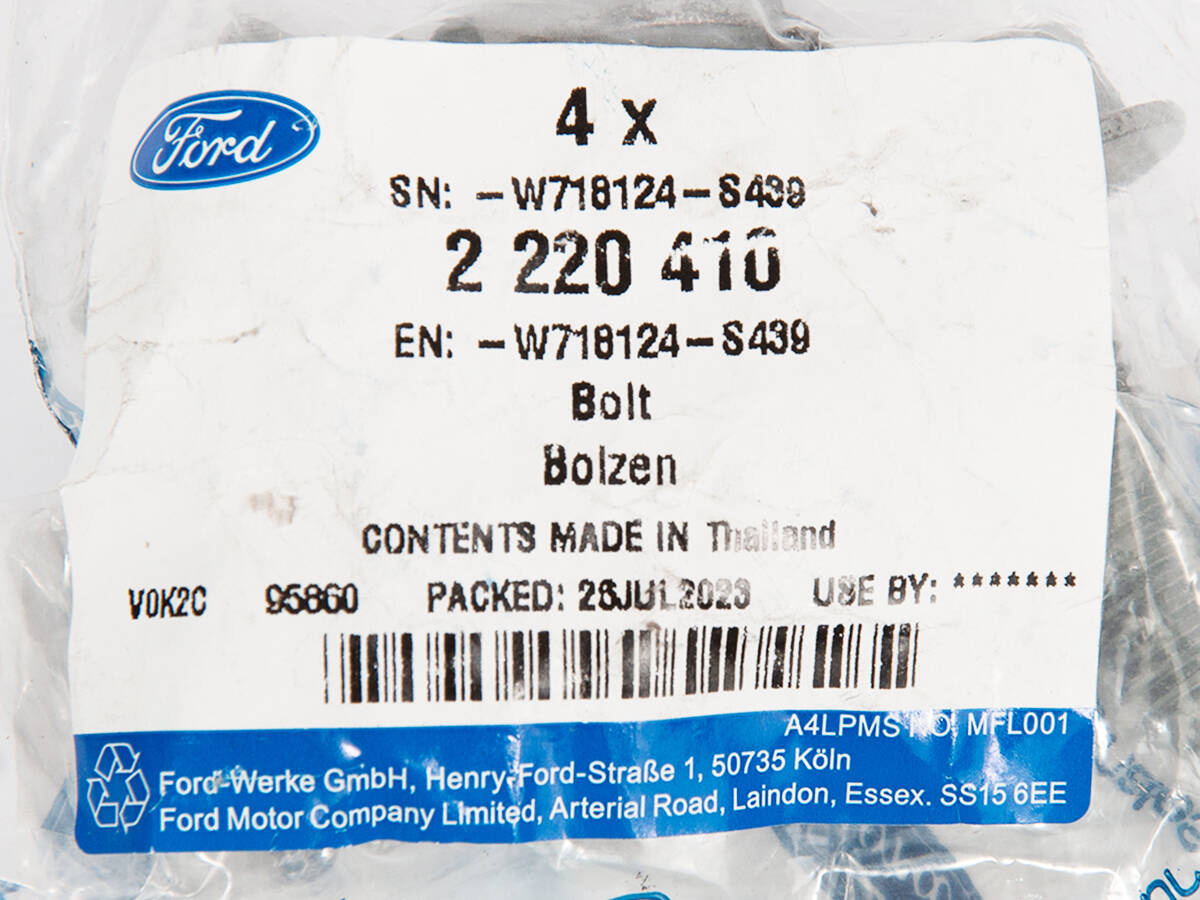 Ford
4 x
SN: -W718124-S439
2 220 410
EN: -W718124-S439
Bolt
Bolzen
CONTENTS MADE IN Thailand
V0K2C 95860 PACKED: 26JUL2023 USE BY: *******
A4LPMS NO. MFL001
Ford-Werke GmbH, Henry-Ford-Straße 1, 50735 Köln
Ford Motor Company Limited, Arterial Road, Laindon, Essex. SS15 6EE